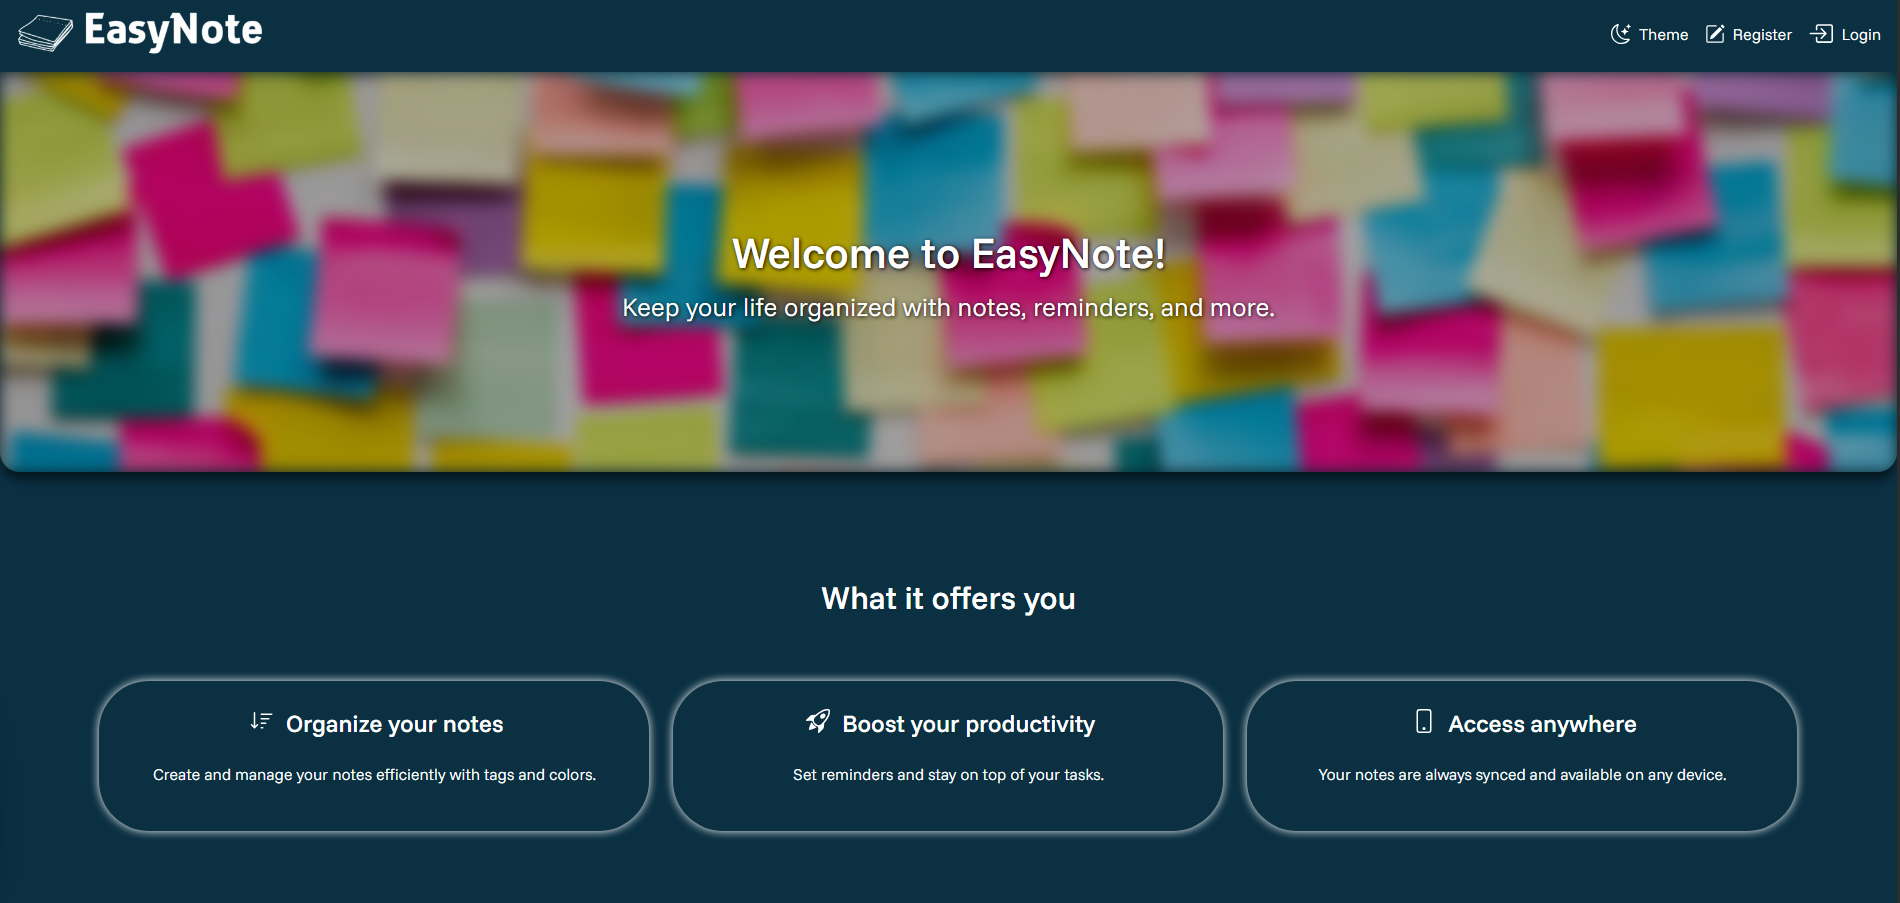 EasyNote
Theme Register Login
Welcome to EasyNote!
Keep your life organized with notes, reminders, and more.
What it offers you
Organize your notes
Create and manage your notes efficiently with tags and colors.
Boost your productivity
Set reminders and stay on top of your tasks.
Access anywhere
Your notes are always synced and available on any device.